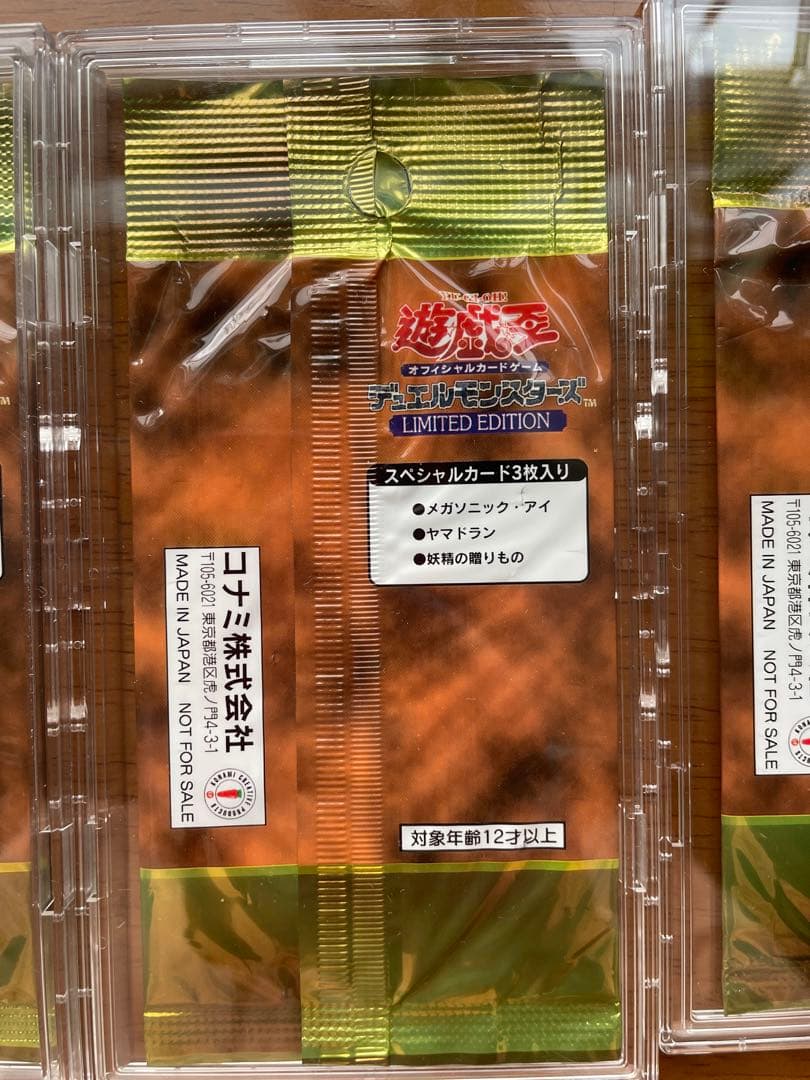 YU-GI-OH!
遊戯王
オフィシャルカードゲーム
デュエルモンスターズ™
LIMITED EDITION
スペシャルカード3枚入り
●メガソニック・アイ
●ヤマドラン
●妖精の贈りもの
コナミ株式会社
〒105-6021 東京都港区虎ノ門4-3-1
MADE IN JAPAN NOT FOR SALE
KONAMI CREATIVE PRODUCTS
対象年齢12才以上
TM
〒105-6021 東京都港区虎ノ門4-3-1
MADE IN JAPAN NOT FOR SALE